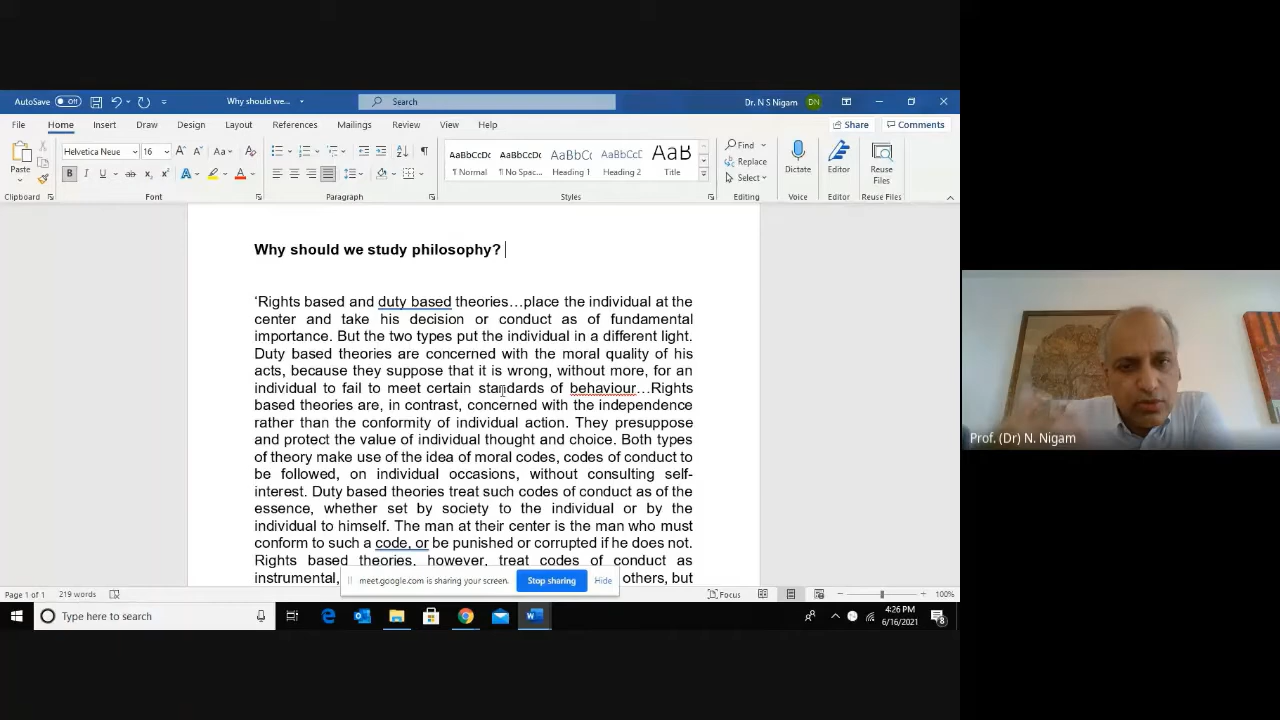 AutoSave Off Why should we... Search Dr. N S Nigam DN
File Home Insert Draw Design Layout References Mailings Review View Help Share Comments
Paste Helvetica Neue 16 Aa AaBbCcDc AaBbCcDc AaBbCc AaBbCcC AaB Find Replace Select Dictate Editor Reuse Files
¶ Normal ¶ No Spac... Heading 1 Heading 2 Title
Clipboard Font Paragraph Styles Editing Voice Editor Reuse Files
Why should we study philosophy?
‘Rights based and duty based theories…place the individual at the
center and take his decision or conduct as of fundamental
importance. But the two types put the individual in a different light.
Duty based theories are concerned with the moral quality of his
acts, because they suppose that it is wrong, without more, for an
individual to fail to meet certain standards of behaviour…Rights
based theories are, in contrast, concerned with the independence
rather than the conformity of individual action. They presuppose
and protect the value of individual thought and choice. Both types
of theory make use of the idea of moral codes, codes of conduct to
be followed, on individual occasions, without consulting self-
interest. Duty based theories treat such codes of conduct as of the
essence, whether set by society to the individual or by the
individual to himself. The man at their center is the man who must
conform to such a code, or be punished or corrupted if he does not.
Rights based theories, however, treat codes of conduct as
instrumental, others, but
meet.google.com is sharing your screen. Stop sharing Hide
Prof. (Dr) N. Nigam
Page 1 of 1 219 words Focus 100%
Type here to search 4:26 PM
6/16/2021 8